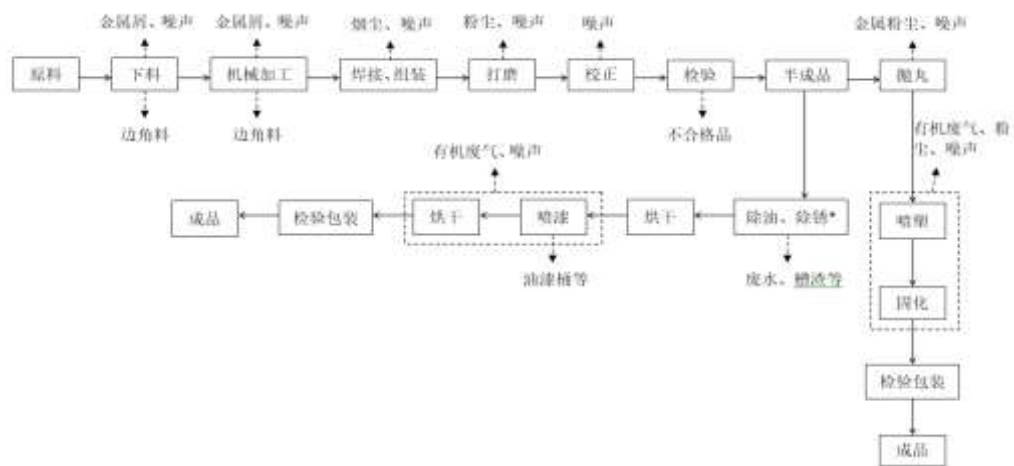 金属屑、噪声
金属屑、噪声
烟尘、噪声
粉尘、噪声
噪声
金属粉尘、噪声
原料
下料
机械加工
焊接、组装
打磨
校正
检验
半成品
抛丸
边角料
边角料
不合格品
有机废气、粉
尘、噪声
有机废气、噪声
成品
检验包装
烘干
喷漆
烘干
除油、除锈*
喷塑
油漆桶等
废水、槽渣等
固化
检验包装
成品